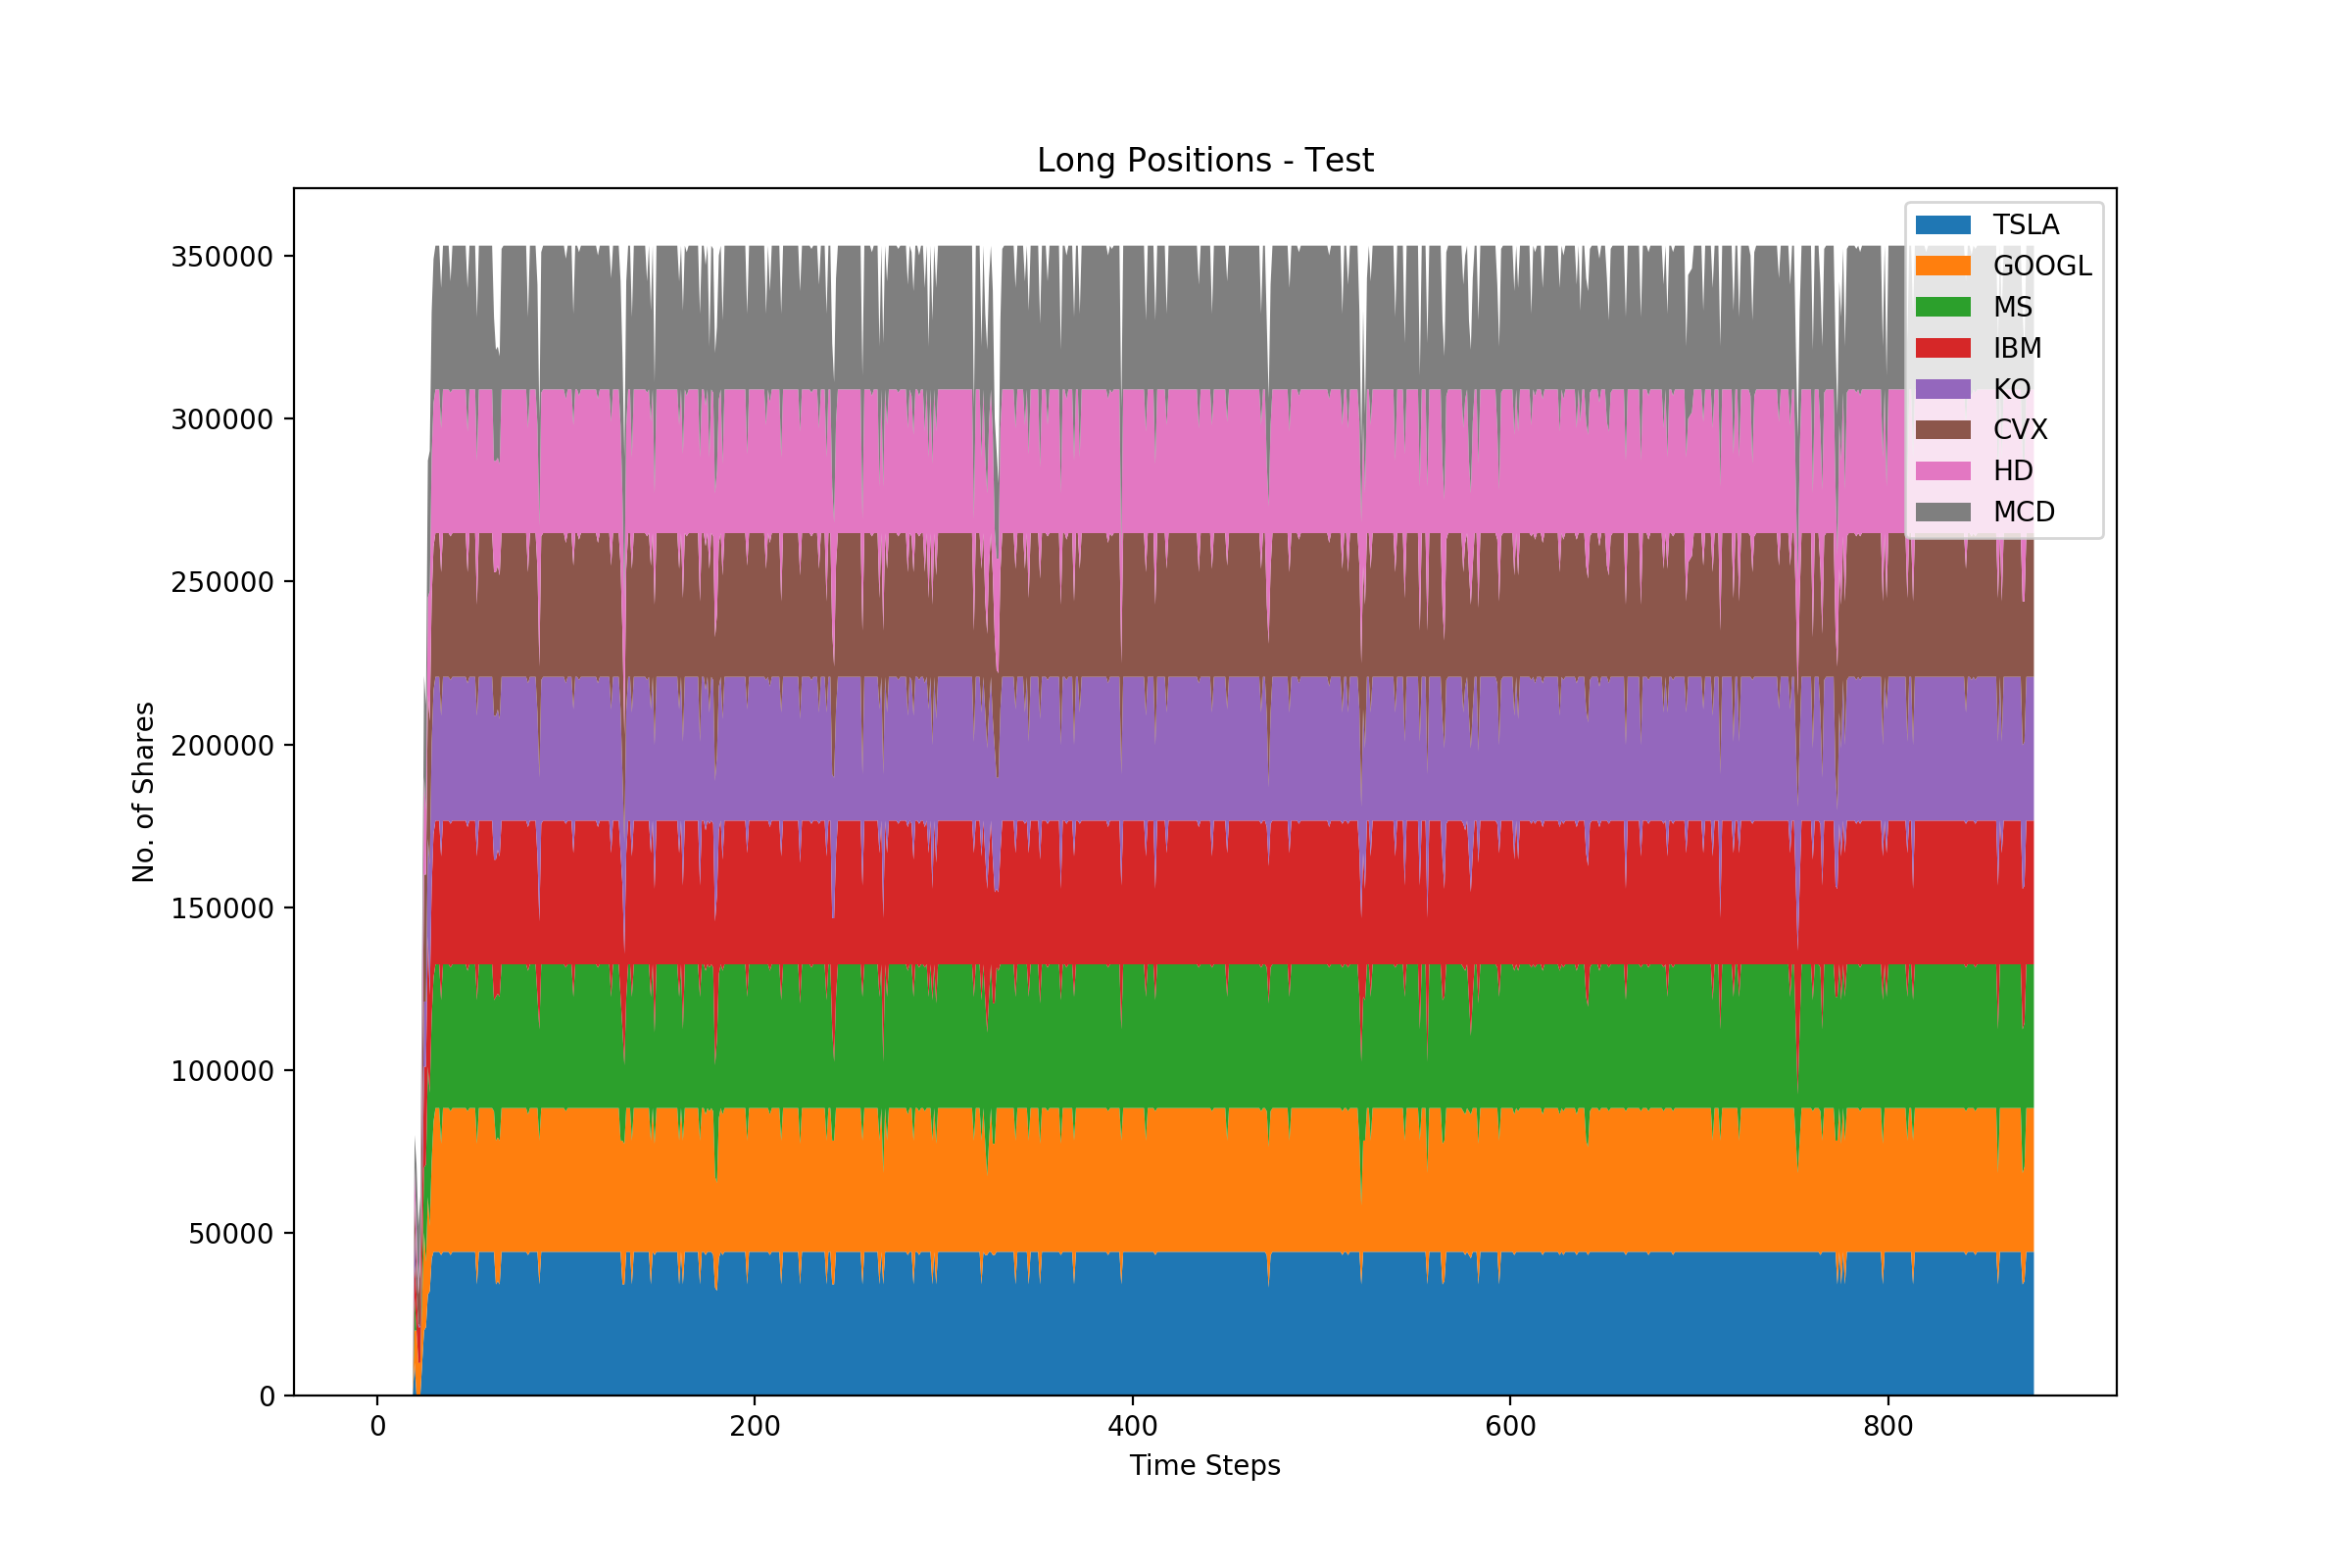 Long Positions - Test
350000
300000
250000
200000
150000
100000
50000
0
No. of Shares
0 200 400 600 800
Time Steps
TSLA
GOOGL
MS
IBM
KO
CVX
HD
MCD